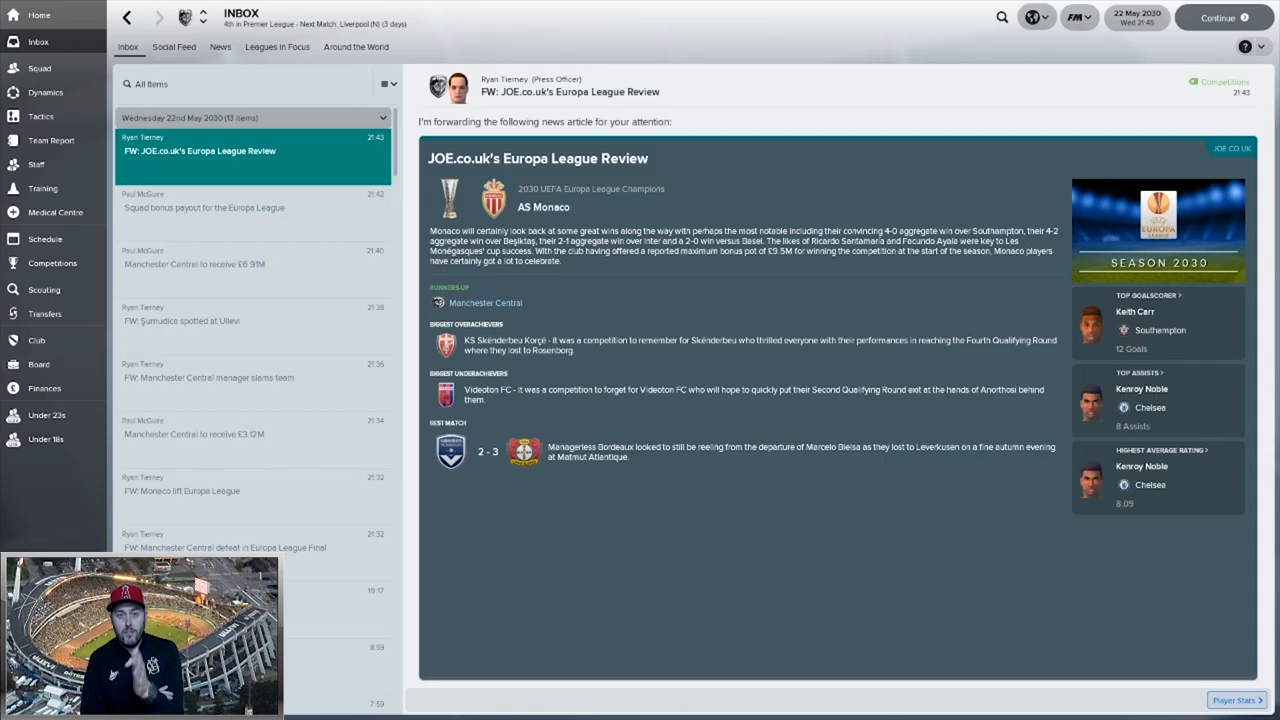 Home
Inbox
Squad
Dynamics
Tactics
Team Report
Staff
Training
Medical Centre
Schedule
Competitions
Scouting
Transfers
Club
Board
Finances
Under 23s
Under 18s
INBOX
4th in Premier League - Next Match: Liverpool (N) (3 days)
FM
22 May 2030
Wed 21:45
Continue
Inbox
Social Feed
News
Leagues in Focus
Around the World
?
All Items
Wednesday 22nd May 2030 (13 items)
Ryan Tierney 21:43
FW: JOE.co.uk's Europa League Review
Paul McGuire 21:42
Squad bonus payout for the Europa League
Paul McGuire 21:40
Manchester Central to receive £6.91M
Ryan Tierney 21:38
FW: Şumudica spotted at Ullevi
Ryan Tierney 21:36
FW: Manchester Central manager slams team
Paul McGuire 21:34
Manchester Central to receive £3.12M
Ryan Tierney 21:32
FW: Monaco lift Europa League
Ryan Tierney 21:32
FW: Manchester Central defeat in Europa League Final
19:17
8:59
7:59
Ryan Tierney (Press Officer)
FW: JOE.co.uk's Europa League Review
Competitions
21:43
I'm forwarding the following news article for your attention:
JOE.co.uk's Europa League Review
JOE.CO.UK
2030 UEFA Europa League Champions
AS Monaco
Monaco will certainly look back at some great wins along the way with perhaps the most notable including their convincing 4-0 aggregate win over Southampton, their 4-2
aggregate win over Beşiktaş, their 2-1 aggregate win over Inter and a 2-0 win versus Basel. The likes of Ricardo Santamaría and Facundo Ayala were key to Les
Monégasques' cup success. With the club having offered a reported maximum bonus pot of £9.5M for winning the competition at the start of the season, Monaco players
have certainly got a lot to celebrate.
RUNNERS-UP
Manchester Central
BIGGEST OVERACHIEVERS
KS Skënderbeu Korçë - It was a competition to remember for Skënderbeu who thrilled everyone with their performances in reaching the Fourth Qualifying Round
where they lost to Rosenborg.
BIGGEST UNDERACHIEVERS
Videoton FC - It was a competition to forget for Videoton FC who will hope to quickly put their Second Qualifying Round exit at the hands of Anorthosi behind
them.
BEST MATCH
2 - 3
Managerless Bordeaux looked to still be reeling from the departure of Marcelo Bielsa as they lost to Leverkusen on a fine autumn evening
at Matmut Atlantique.
EUROPA LEAGUE
SEASON 2030
TOP GOALSCORER >
Keith Carr
Southampton
12 Goals
TOP ASSISTS >
Kenroy Noble
Chelsea
8 Assists
HIGHEST AVERAGE RATING >
Kenroy Noble
Chelsea
8.09
Player Stats >